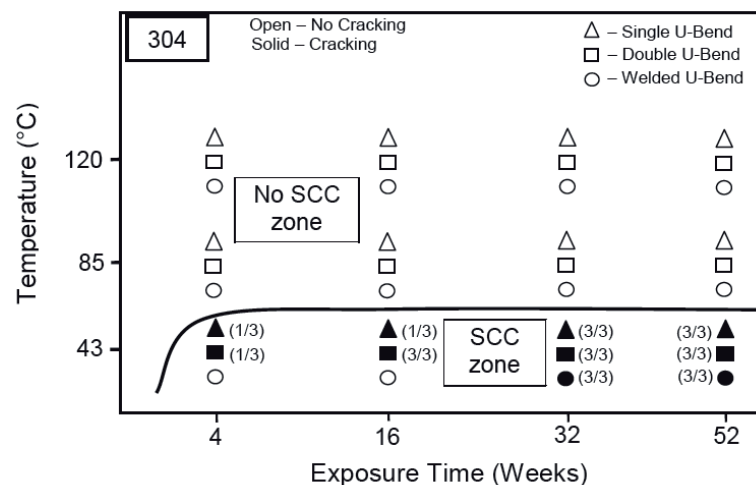 304
Open – No Cracking
Solid – Cracking
– Single U-Bend
– Double U-Bend
– Welded U-Bend
Temperature (°C)
120
85
43
No SCC
zone
SCC
zone
(1/3) (1/3) (3/3) (3/3)
(1/3) (3/3) (3/3) (3/3)
(3/3) (3/3)
4 16 32 52
Exposure Time (Weeks)